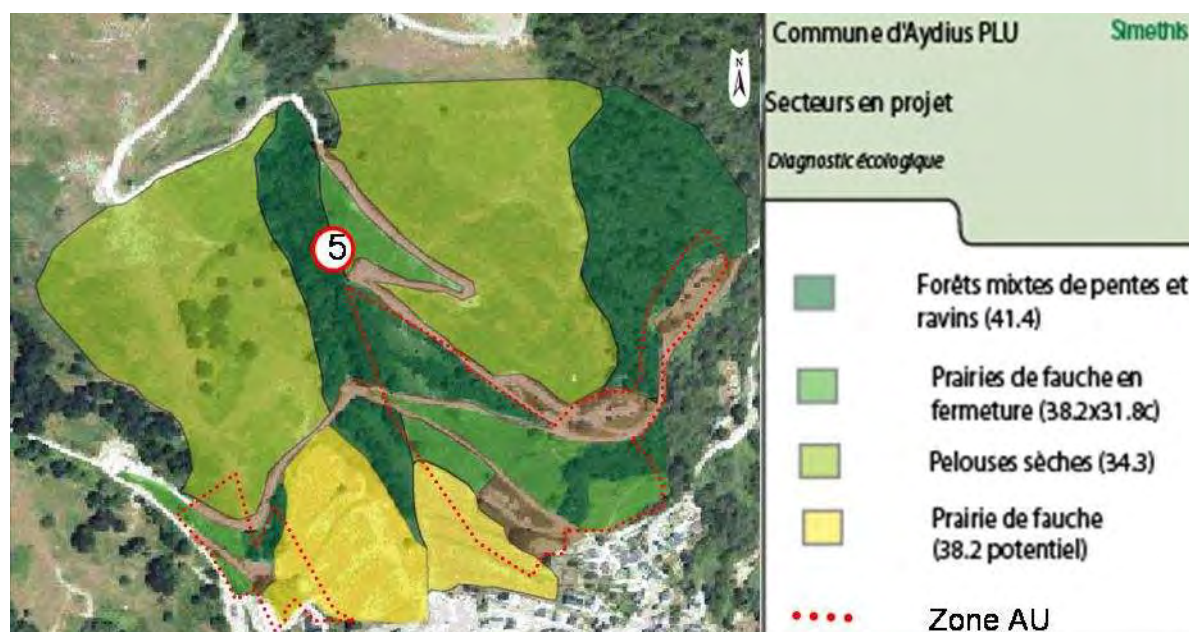 5
N
Commune d'Aydius PLU
Simethis
Secteurs en projet
Diagnostic écologique
Forêts mixtes de pentes et
ravins (41.4)
Prairies de fauche en
fermeture (38.2x31.8c)
Pelouses sèches (34.3)
Prairie de fauche
(38.2 potentiel)
Zone AU